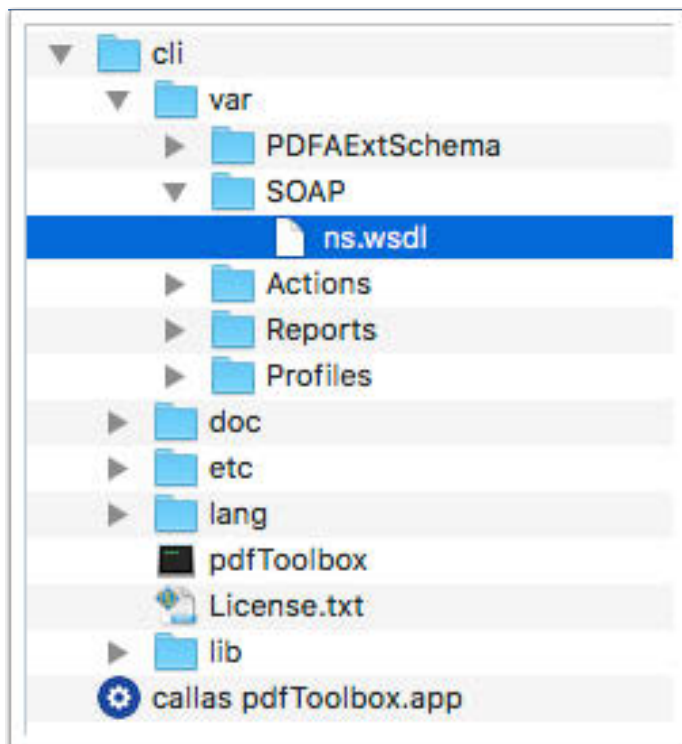 cli
var
PDFAExtSchema
SOAP
ns.wsdl
Actions
Reports
Profiles
doc
etc
lang
pdfToolbox
License.txt
lib
callas pdfToolbox.app